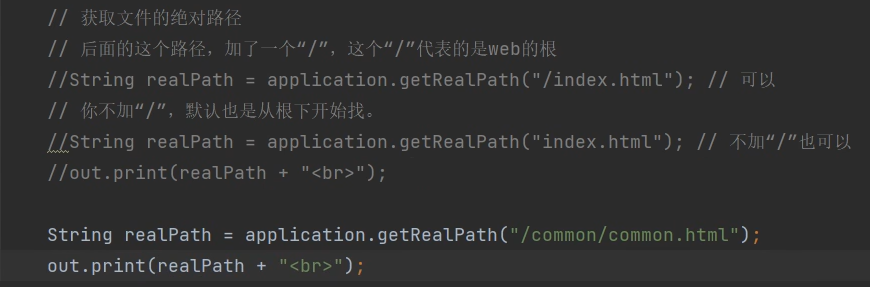 // 获取文件的绝对路径
// 后面的这个路径，加了一个“/”，这个“/”代表的是web的根
//String realPath = application.getRealPath("/index.html"); // 可以
// 你不加“/”，默认也是从根下开始找。
//String realPath = application.getRealPath("index.html"); // 不加“/”也可以
//out.print(realPath + "<br>");
String realPath = application.getRealPath("/common/common.html");
out.print(realPath + "<br>");